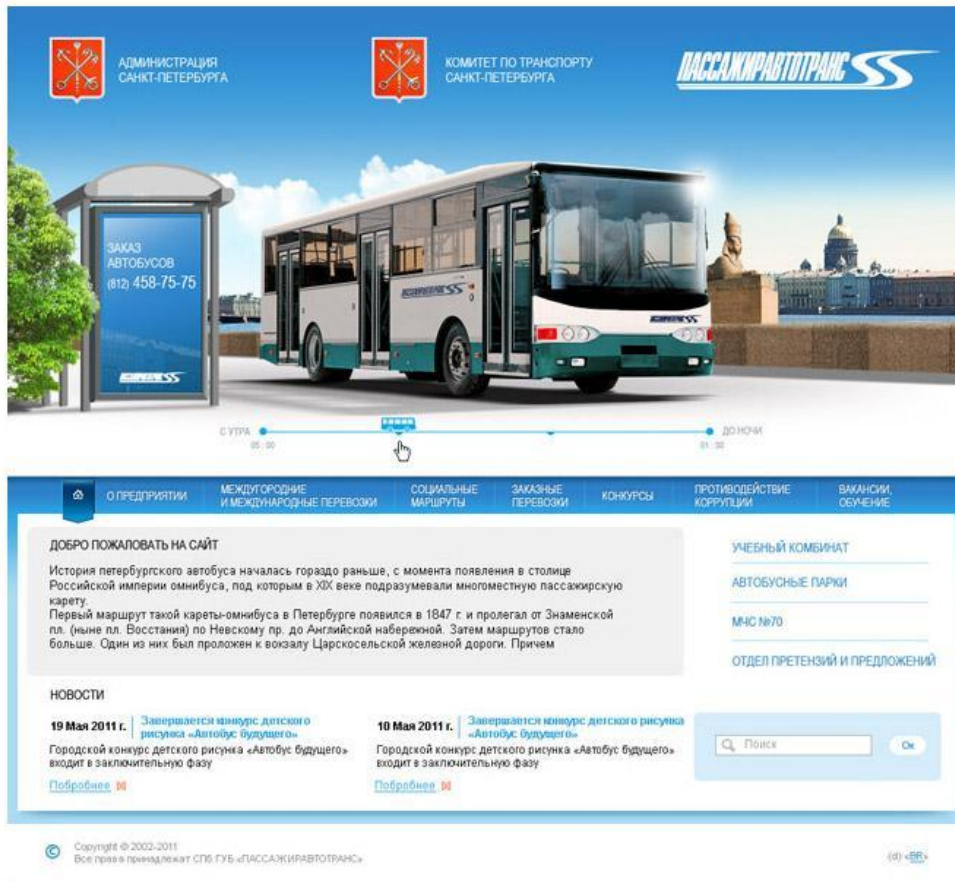 АДМИНИСТРАЦИЯ
САНКТ-ПЕТЕРБУРГА
КОМИТЕТ ПО ТРАНСПОРТУ
САНКТ-ПЕТЕРБУРГА
ПАССАЖИРАВТОТРАНС
ЗАКАЗ
АВТОБУСОВ
(812) 458-75-75
ПАССАЖИРАВТОТРАНС
С УТРА
ДО НОЧИ
05 : 00
01 : 30
О ПРЕДПРИЯТИИ
МЕЖДУГОРОДНИЕ
И МЕЖДУНАРОДНЫЕ ПЕРЕВОЗКИ
СОЦИАЛЬНЫЕ
МАРШРУТЫ
ЗАКАЗНЫЕ
ПЕРЕВОЗКИ
КОНКУРСЫ
ПРОТИВОДЕЙСТВИЕ
КОРРУПЦИИ
ВАКАНСИИ,
ОБУЧЕНИЕ
ДОБРО ПОЖАЛОВАТЬ НА САЙТ
История петербургского автобуса началась гораздо раньше, с момента появления в столице
Российской империи омнибуса, под которым в XIX веке подразумевали многоместную пассажирскую
карету.
Первый маршрут такой кареты-омнибуса в Петербурге появился в 1847 г. и пролегал от Знаменской
пл. (ныне пл. Восстания) по Невскому пр. до Английской набережной. Затем маршрутов стало
больше. Один из них был проложен к вокзалу Царскосельской железной дороги. Причем
УЧЕБНЫЙ КОМБИНАТ
АВТОБУСНЫЕ ПАРКИ
МЧС №70
ОТДЕЛ ПРЕТЕНЗИЙ И ПРЕДЛОЖЕНИЙ
НОВОСТИ
19 Мая 2011 г.
Завершается конкурс детского
рисунка «Автобус будущего»
Городской конкурс детского рисунка «Автобус будущего»
входит в заключительную фазу
Побробнее
10 Мая 2011 г.
Завершается конкурс детского рисунка
«Автобус будущего»
Городской конкурс детского рисунка «Автобус будущего»
входит в заключительную фазу
Побробнее
Поиск
Ок
© Copyright © 2002-2011
Все права принадлежат СПб ГУБ «ПАССАЖИРАВТОТРАНС»
(d) «BR»